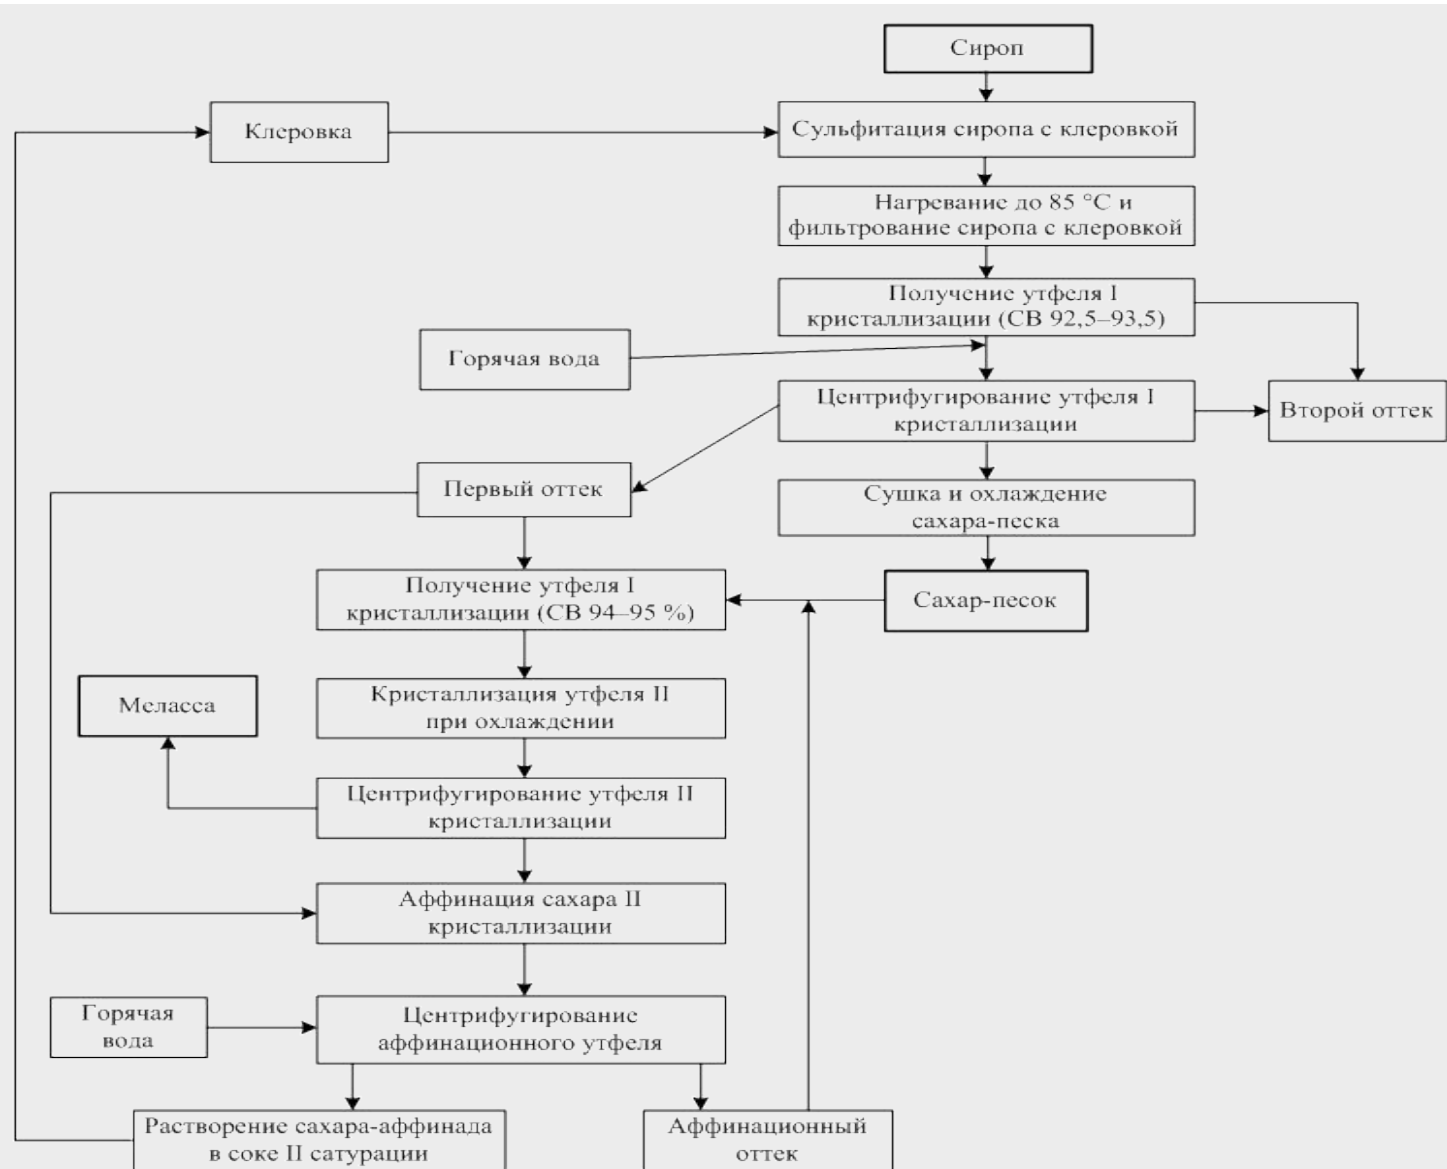 Сироп
Клеровка
Сульфитация сиропа с клеровкой
Нагревание до 85 °С и
фильтрование сиропа с клеровкой
Получение утфеля I
кристаллизации (СВ 92,5–93,5)
Горячая вода
Центрифугирование утфеля I
кристаллизации
Второй оттек
Первый оттек
Сушка и охлаждение
сахара-песка
Получение утфеля I
кристаллизации (СВ 94–95 %)
Сахар-песок
Меласса
Кристаллизация утфеля II
при охлаждении
Центрифугирование утфеля II
кристаллизации
Аффинация сахара II
кристаллизации
Горячая
вода
Центрифугирование
аффинационного утфеля
Растворение сахара-аффинада
в соке II сатурации
Аффинационный
оттек